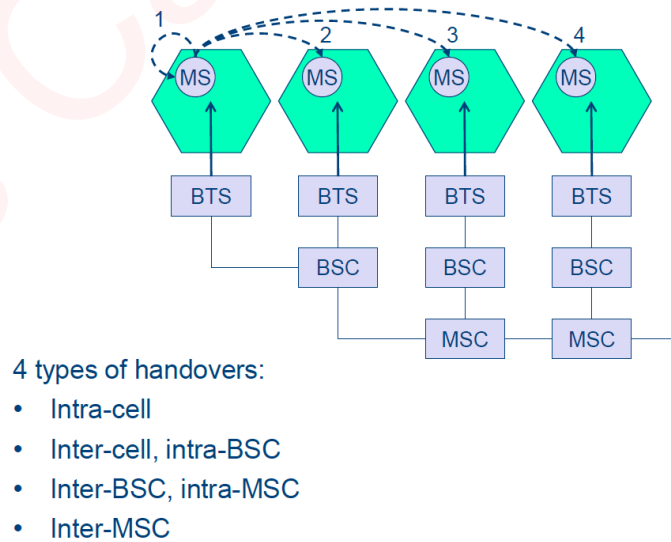 1 2 3 4
MS MS MS MS
BTS BTS BTS BTS
BSC BSC BSC
MSC MSC
4 types of handovers:
• Intra-cell
• Inter-cell, intra-BSC
• Inter-BSC, intra-MSC
• Inter-MSC